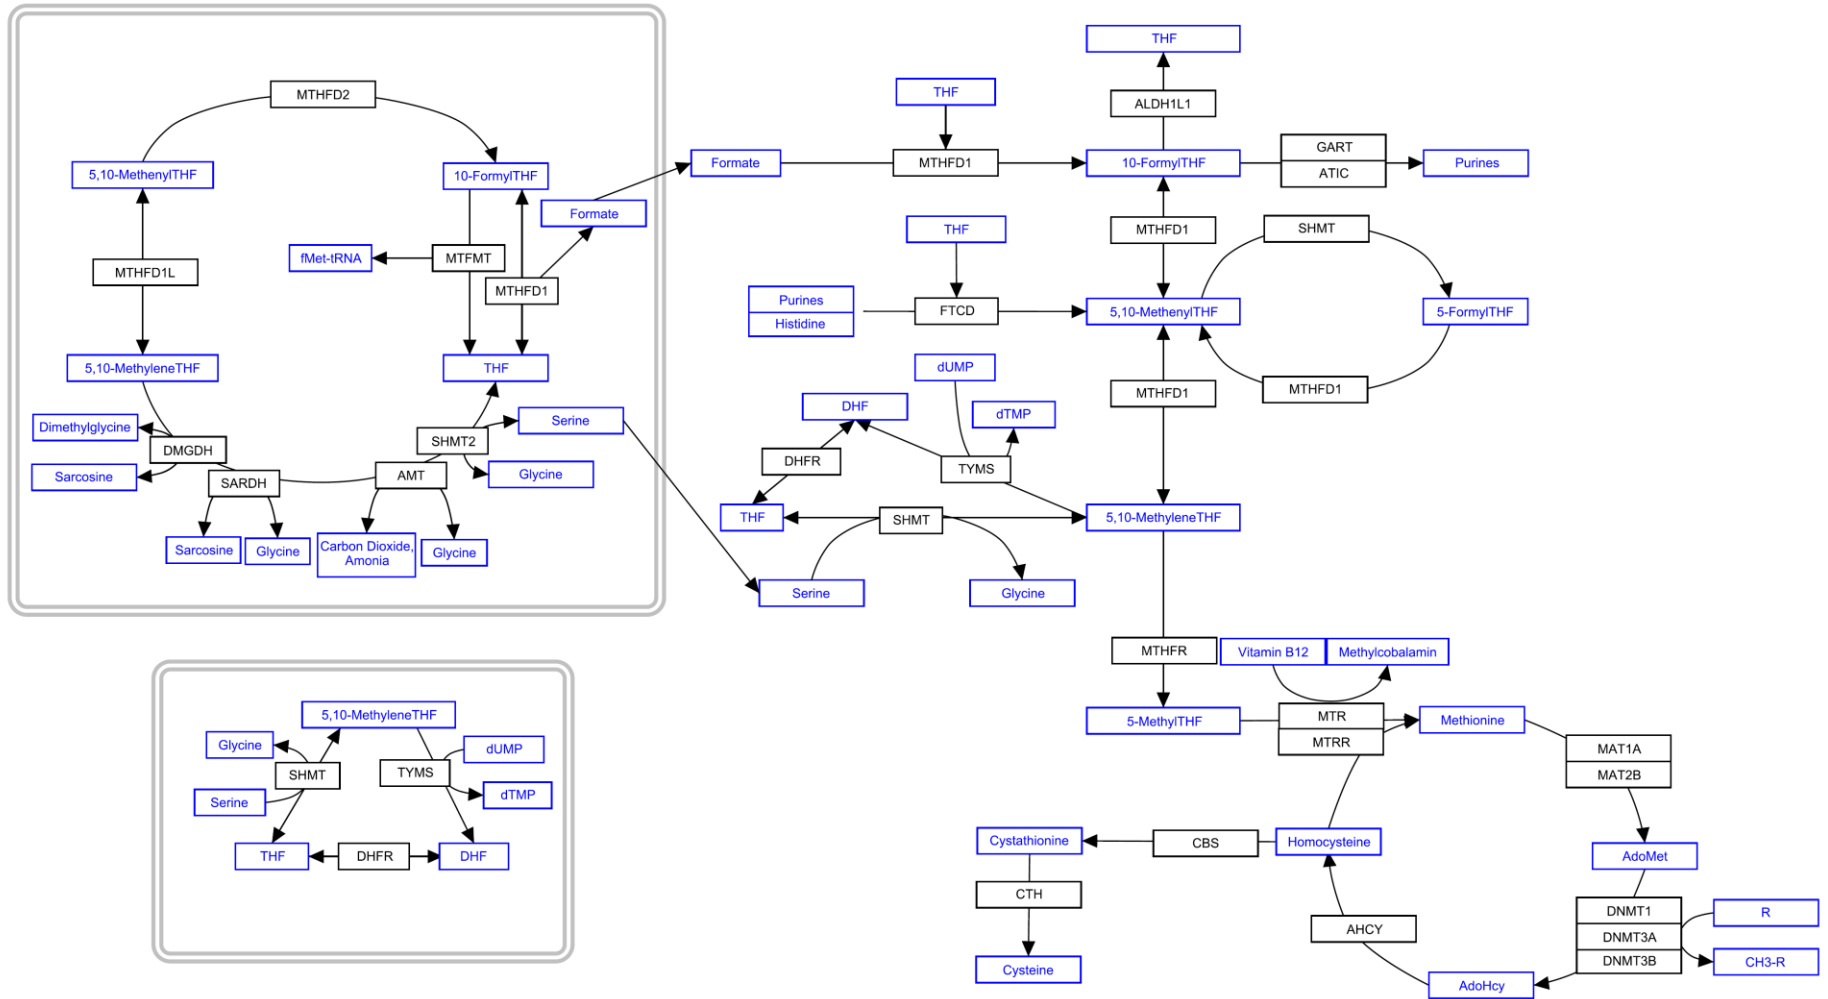 MTHFD2
5,10-MethenylTHF
10-FormylTHF
Formate
fMet-tRNA
MTFMT
MTHFD1L
MTHFD1
5,10-MethyleneTHF
THF
Dimethylglycine
Serine
DMGDH
SHMT2
Sarcosine
SARDH
AMT
Glycine
Sarcosine
Glycine
Carbon Dioxide,
Amonia
Glycine
5,10-MethyleneTHF
Glycine
dUMP
SHMT
TYMS
Serine
dTMP
THF
DHFR
DHF
THF
THF
ALDH1L1
Formate
MTHFD1
10-FormylTHF
GART
ATIC
Purines
THF
MTHFD1
SHMT
Purines
Histidine
FTCD
5,10-MethenylTHF
5-FormylTHF
dUMP
MTHFD1
MTHFD1
DHF
dTMP
DHFR
TYMS
THF
SHMT
5,10-MethyleneTHF
Serine
Glycine
MTHFR
Vitamin B12
Methylcobalamin
5-MethylTHF
MTR
MTRR
Methionine
MAT1A
MAT2B
Cystathionine
CBS
Homocysteine
AdoMet
CTH
AHCY
DNMT1
DNMT3A
DNMT3B
R
CH3-R
Cysteine
AdoHcy